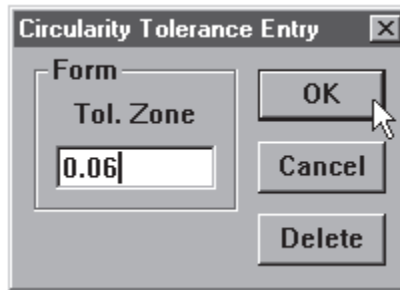 Circularity Tolerance Entry
Form
Tol. Zone
0.06
OK
Cancel
Delete